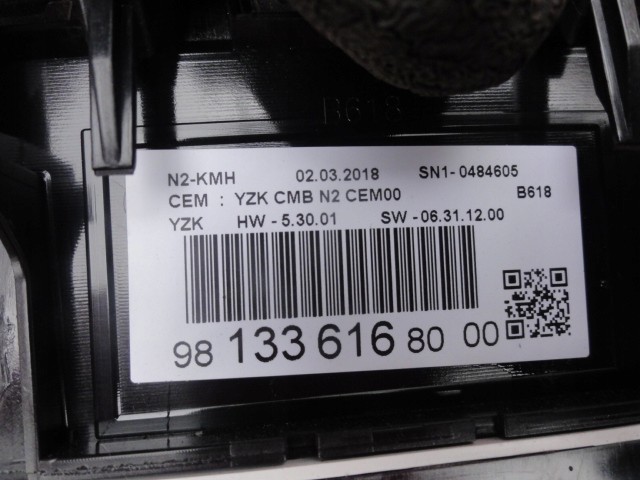 B618
N2-KMH 02.03.2018 SN1- 0484605
CEM : YZK CMB N2 CEM00 B618
YZK HW - 5.30.01 SW - 06.31.12.00
98 133 616 80 00